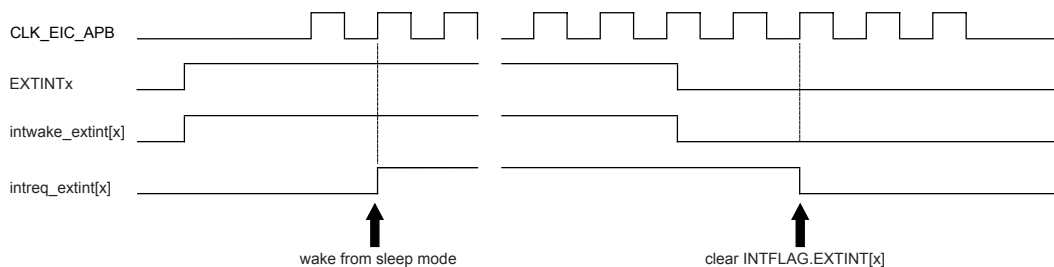 CLK_EIC_APB
EXTINTx
intwake_extint[x]
intreq_extint[x]
wake from sleep mode
clear INTFLAG.EXTINT[x]